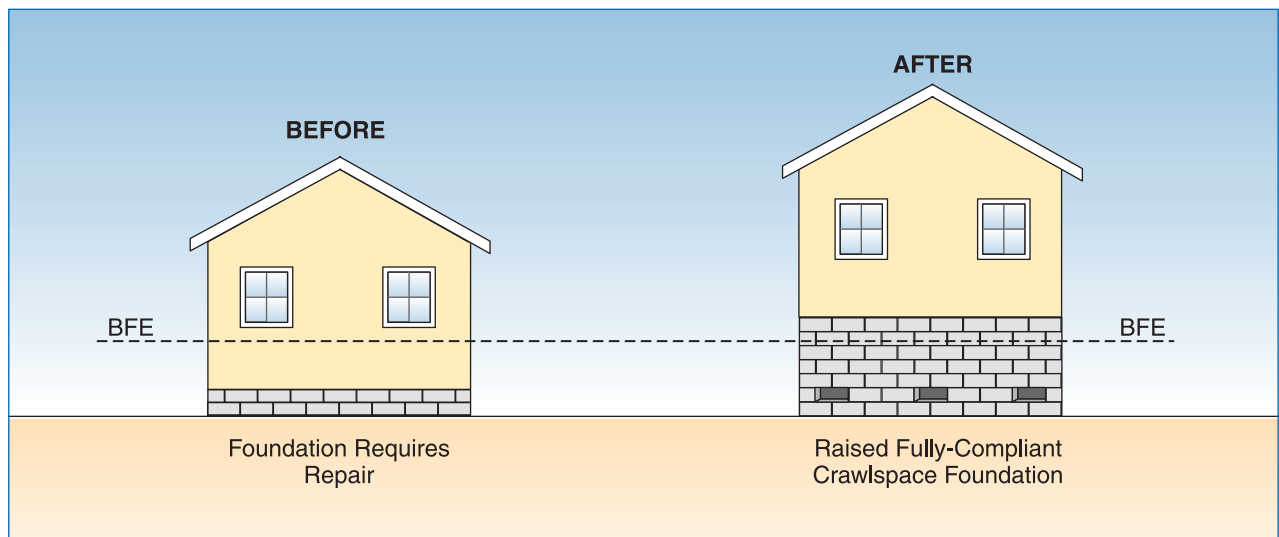 BEFORE
AFTER
BFE
BFE
Foundation Requires
Repair
Raised Fully-Compliant
Crawlspace Foundation